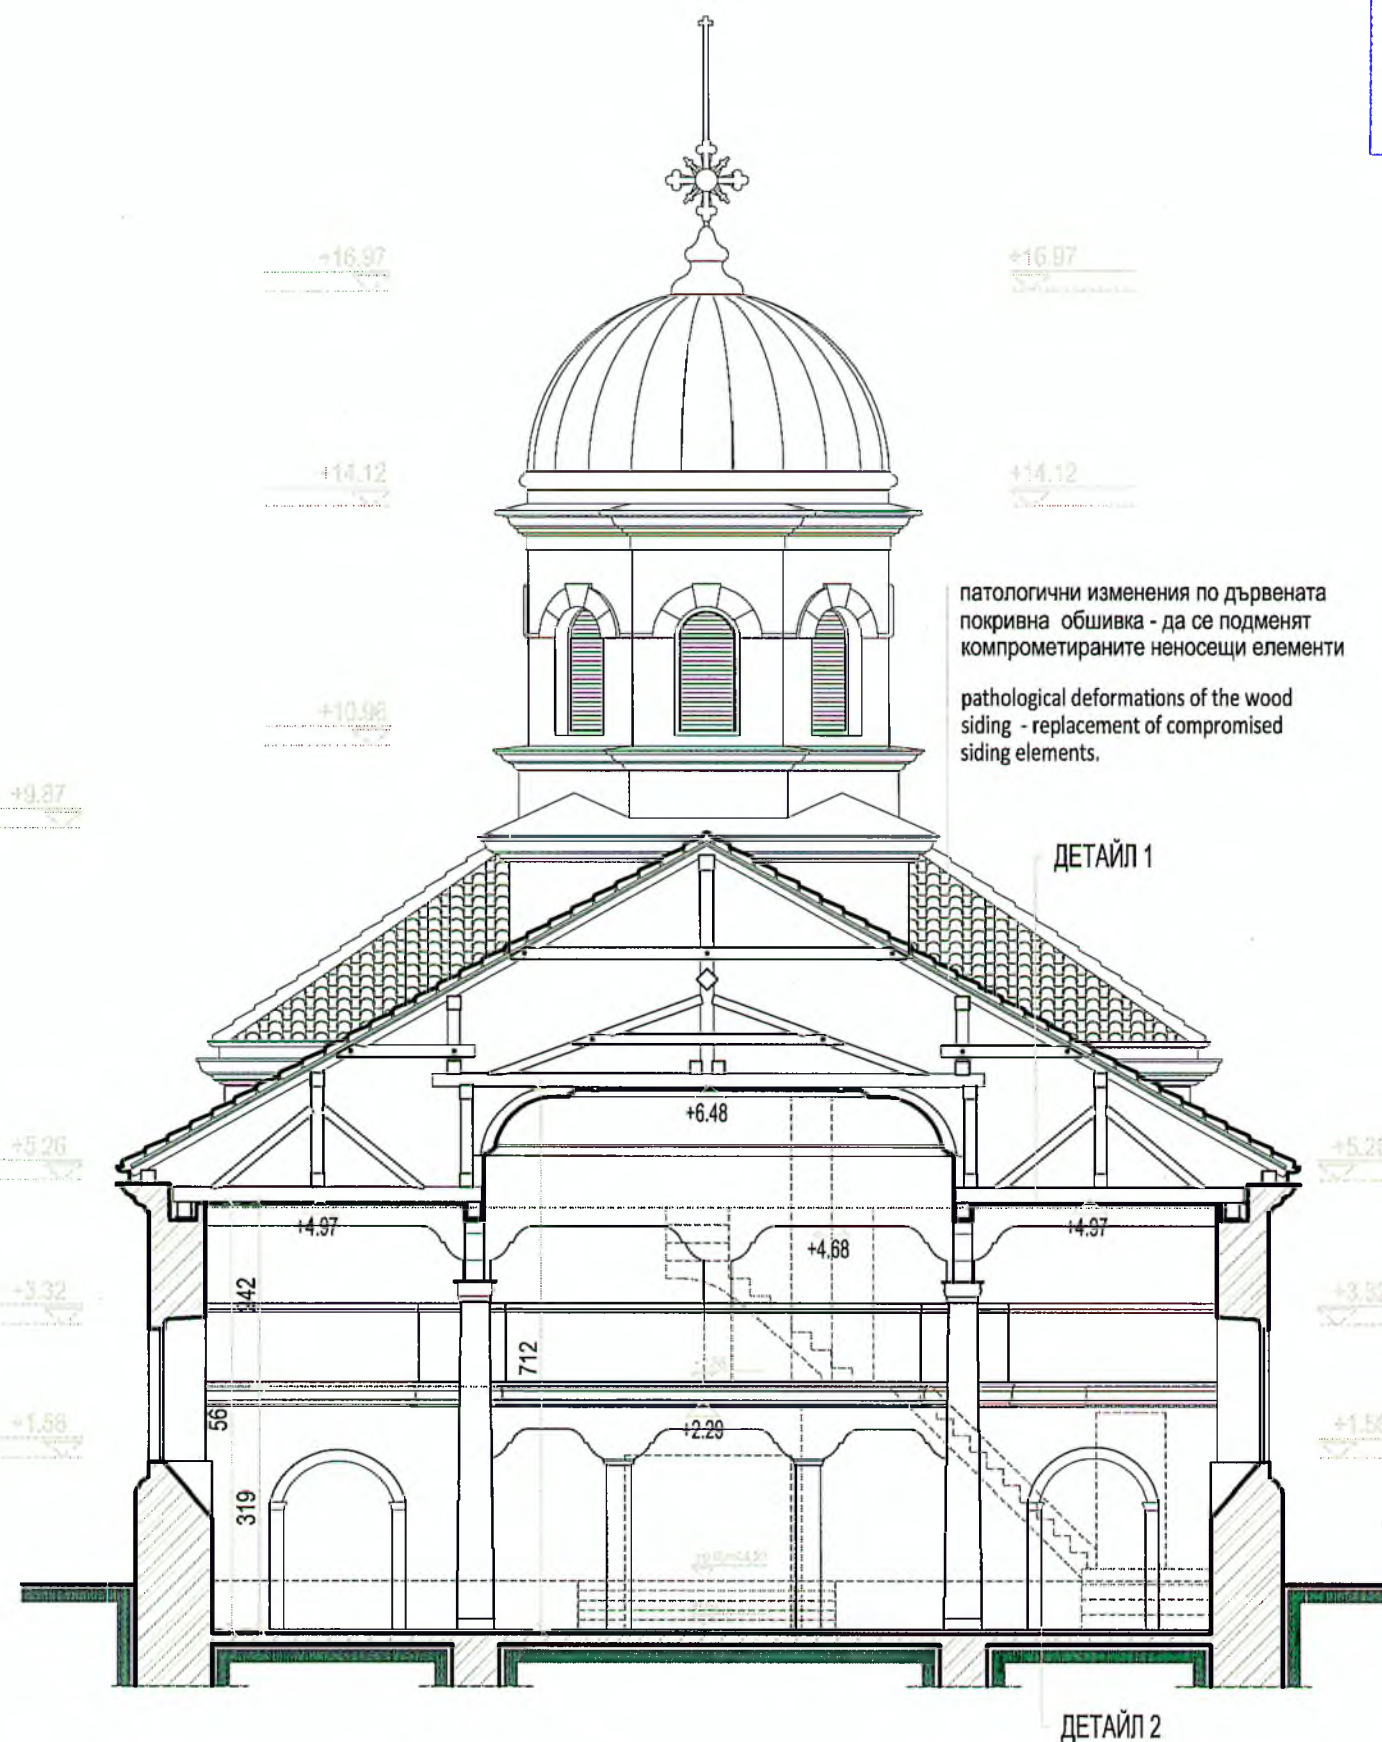 +16.97
+16.97
+14.12
+14.12
патологични изменения по дървената
покривна обшивка - да се подменят
компрометираните неносещи елементи
pathological deformations of the wood
siding - replacement of compromised
siding elements.
+10.98
+9.87
ДЕТАЙЛ 1
+6.48
+5.26
+5.26
+4.97
+4.68
+4.97
242
+3.32
712
56
+1.56
+2.29
319
ДЕТАЙЛ 2